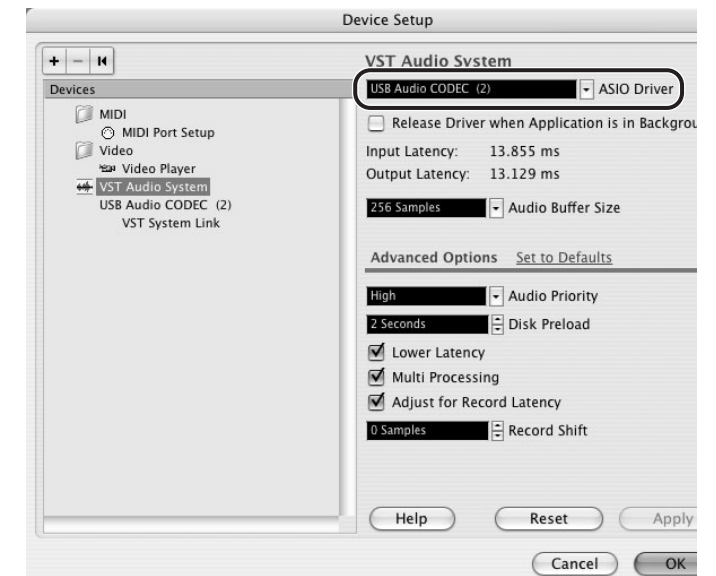 Device Setup
+ −
Devices
MIDI
MIDI Port Setup
Video
Video Player
VST Audio System
USB Audio CODEC (2)
VST System Link
VST Audio System
USB Audio CODEC (2) ASIO Driver
Release Driver when Application is in Backgrou
Input Latency: 13.855 ms
Output Latency: 13.129 ms
256 Samples Audio Buffer Size
Advanced Options Set to Defaults
High Audio Priority
2 Seconds Disk Preload
Lower Latency
Multi Processing
Adjust for Record Latency
0 Samples Record Shift
Help Reset Apply
Cancel OK